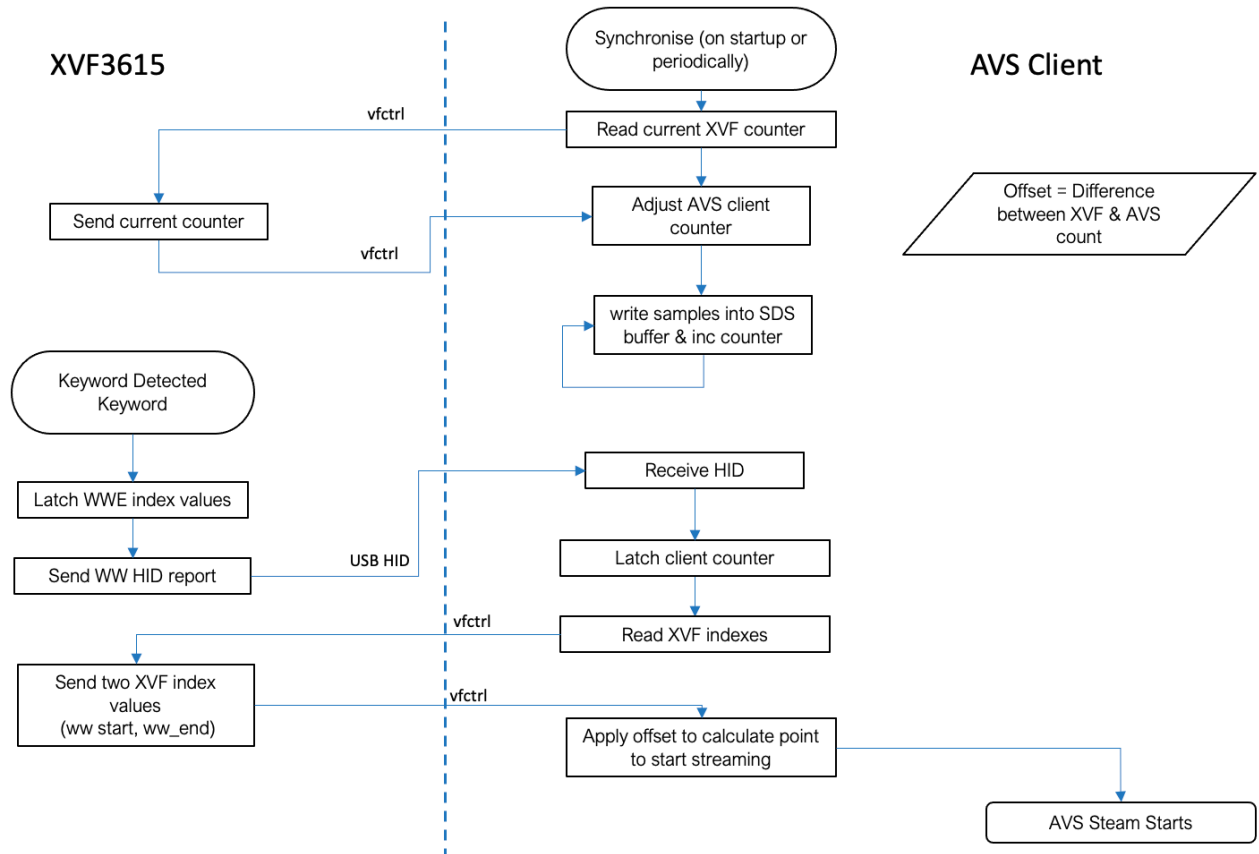 XVF3615
AVS Client
Synchronise (on startup or
periodically)
vfctrl
Read current XVF counter
Send current counter
Adjust AVS client
counter
Offset = Difference
between XVF & AVS
count
vfctrl
write samples into SDS
buffer & inc counter
Keyword Detected
Keyword
Receive HID
Latch WWE index values
Latch client counter
USB HID
Send WW HID report
vfctrl
Read XVF indexes
Send two XVF index
values
(ww start, ww_end)
vfctrl
Apply offset to calculate point
to start streaming
AVS Steam Starts